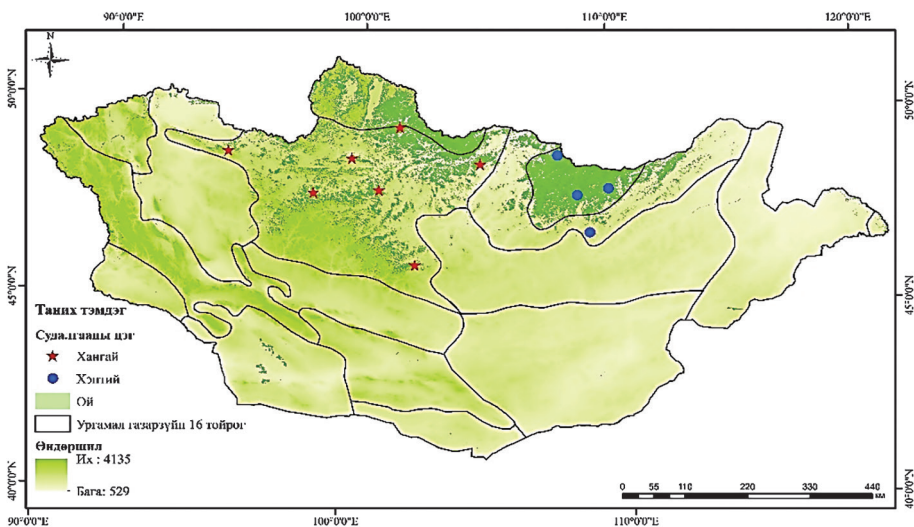 90°0'0"E 100°0'0"E 110°0'0"E 120°0'0"E
N
50°0'0"N 50°0'0"N
45°0'0"N 45°0'0"N
40°0'0"N 40°0'0"N
Таних тэмдэг
Судалгааны цэг
Хангай
Хэнтий
Ой
Ургамал газарзүйн 16 тойрог
Өндөршил
Их : 4135
Бага: 529
0 55 110 220 330 440
км
90°0'0"E 100°0'0"E 110°0'0"E